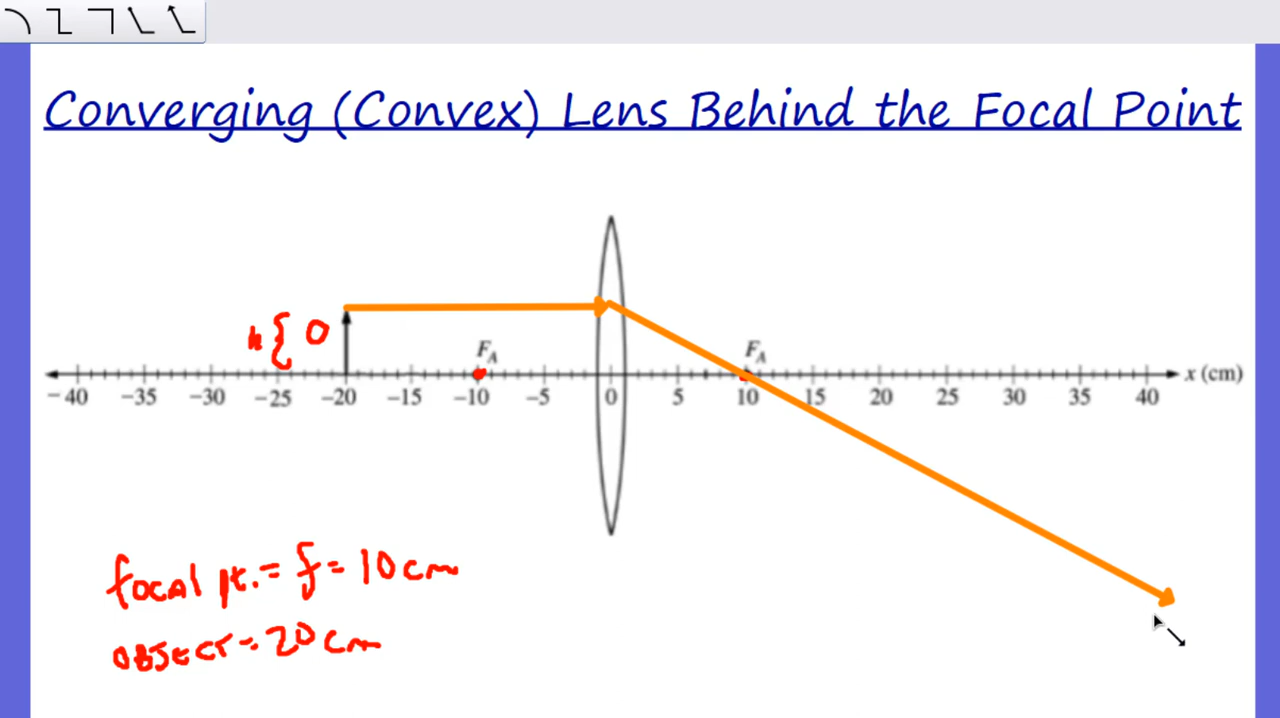 Converging (Convex) Lens Behind the Focal Point
h { O
F_A F_A
−40 −35 −30 −25 −20 −15 −10 −5 0 5 10 15 20 25 30 35 40 x (cm)
focal pt. = f = 10 cm
object = 20 cm